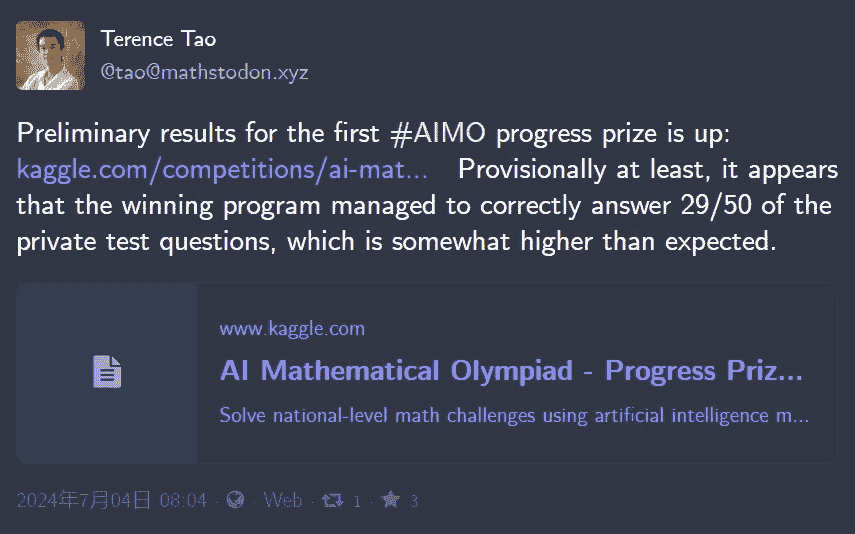 Terence Tao
@tao@mathstodon.xyz
Preliminary results for the first #AIMO progress prize is up:
kaggle.com/competitions/ai-mat... Provisionally at least, it appears
that the winning program managed to correctly answer 29/50 of the
private test questions, which is somewhat higher than expected.
www.kaggle.com
AI Mathematical Olympiad - Progress Priz...
Solve national-level math challenges using artificial intelligence m...
2024年7月04日 08:04 · · Web · 1 · 3